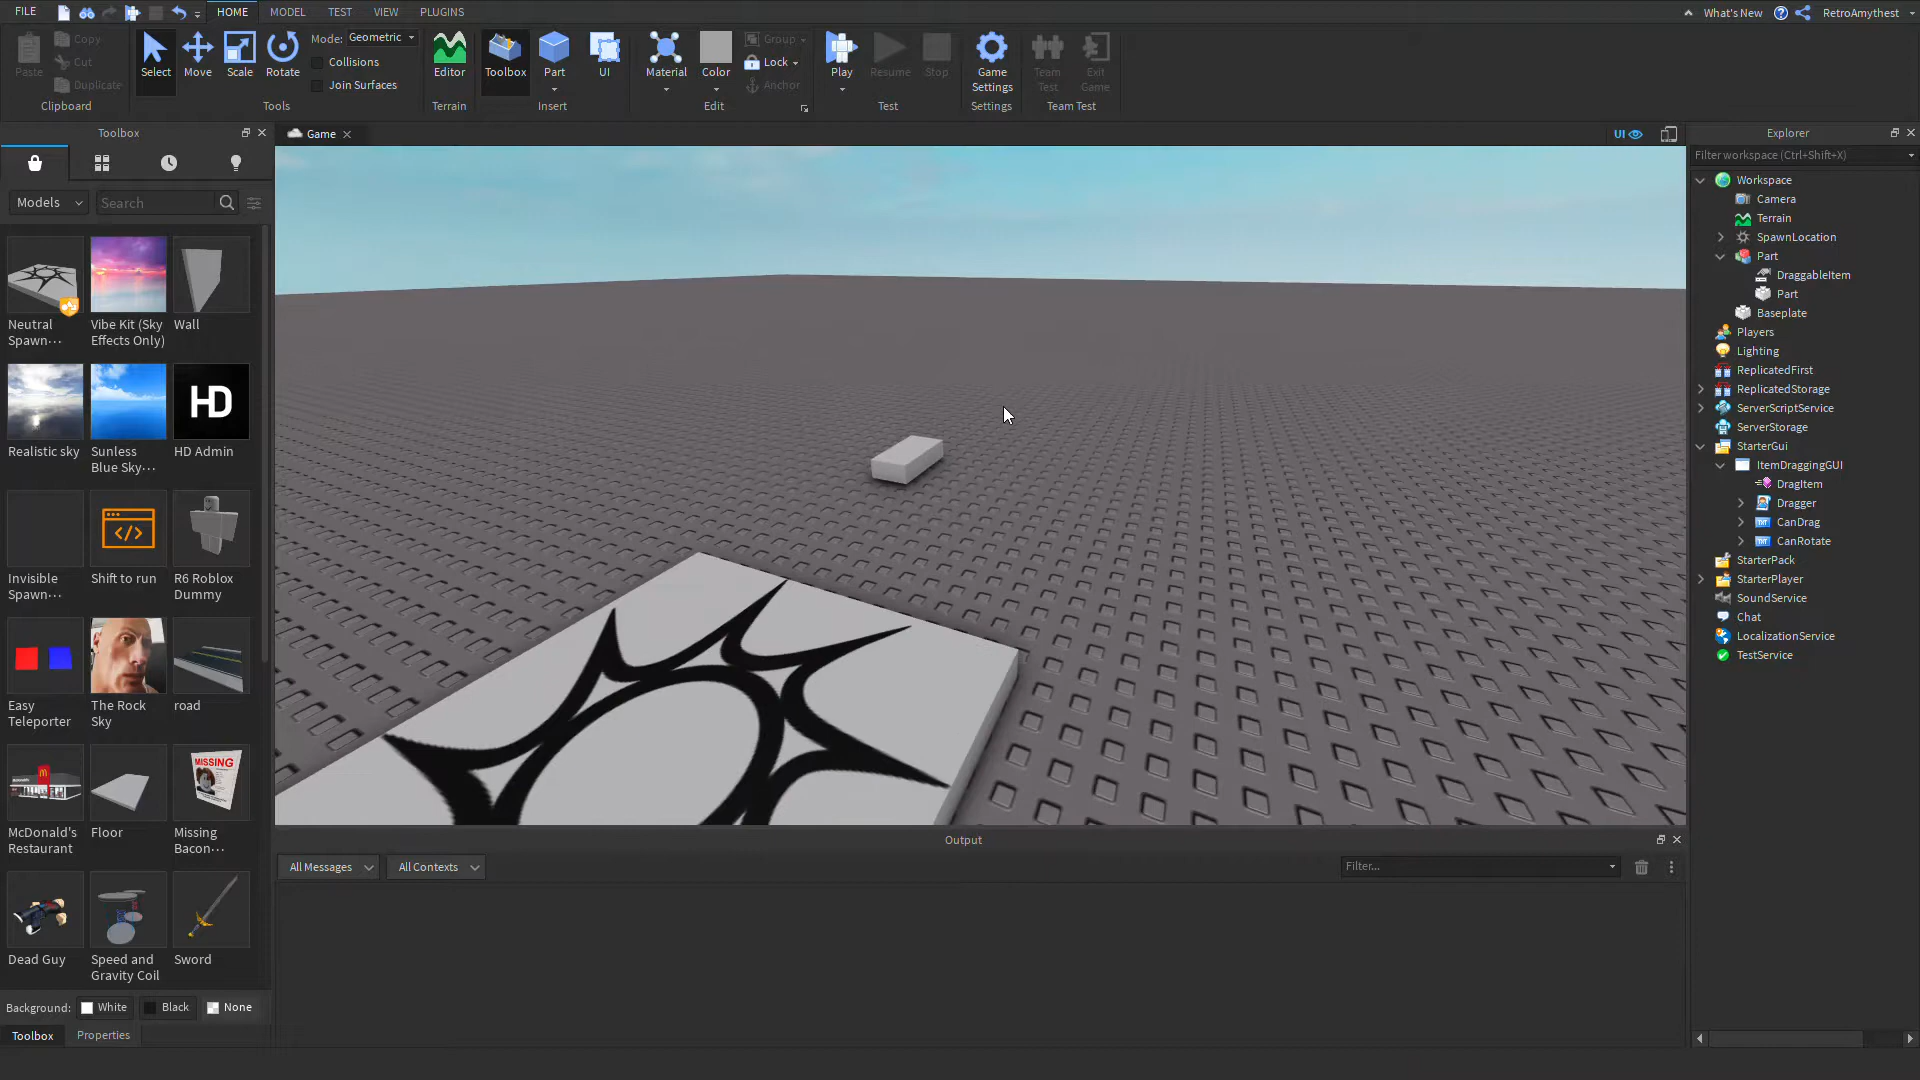 FILE
HOME
MODEL
TEST
VIEW
PLUGINS
What's New
RetroAmythest
Paste
Copy
Cut
Duplicate
Clipboard
Select
Move
Scale
Rotate
Mode: Geometric
Collisions
Join Surfaces
Tools
Editor
Terrain
Toolbox
Part
UI
Insert
Material
Color
Group
Lock
Anchor
Edit
Play
Resume
Stop
Test
Game
Settings
Settings
Team
Test
Exit
Game
Team Test
Toolbox
Models
Search
Neutral
Spawn···
Vibe Kit (Sky
Effects Only)
Wall
Realistic sky
Sunless
Blue Sky···
HD
HD Admin
Invisible
Spawn···
Shift to run
R6 Roblox
Dummy
Easy
Teleporter
The Rock
Sky
road
McDonald's
Restaurant
Floor
MISSING
Missing
Bacon···
Dead Guy
Speed and
Gravity Coil
Sword
Background:
White
Black
None
Toolbox
Properties
Game
UI
Output
All Messages
All Contexts
Filter...
Explorer
Filter workspace (Ctrl+Shift+X)
Workspace
Camera
Terrain
SpawnLocation
Part
DraggableItem
Part
Baseplate
Players
Lighting
ReplicatedFirst
ReplicatedStorage
ServerScriptService
ServerStorage
StarterGui
ItemDraggingGUI
DragItem
Dragger
CanDrag
CanRotate
StarterPack
StarterPlayer
SoundService
Chat
LocalizationService
TestService